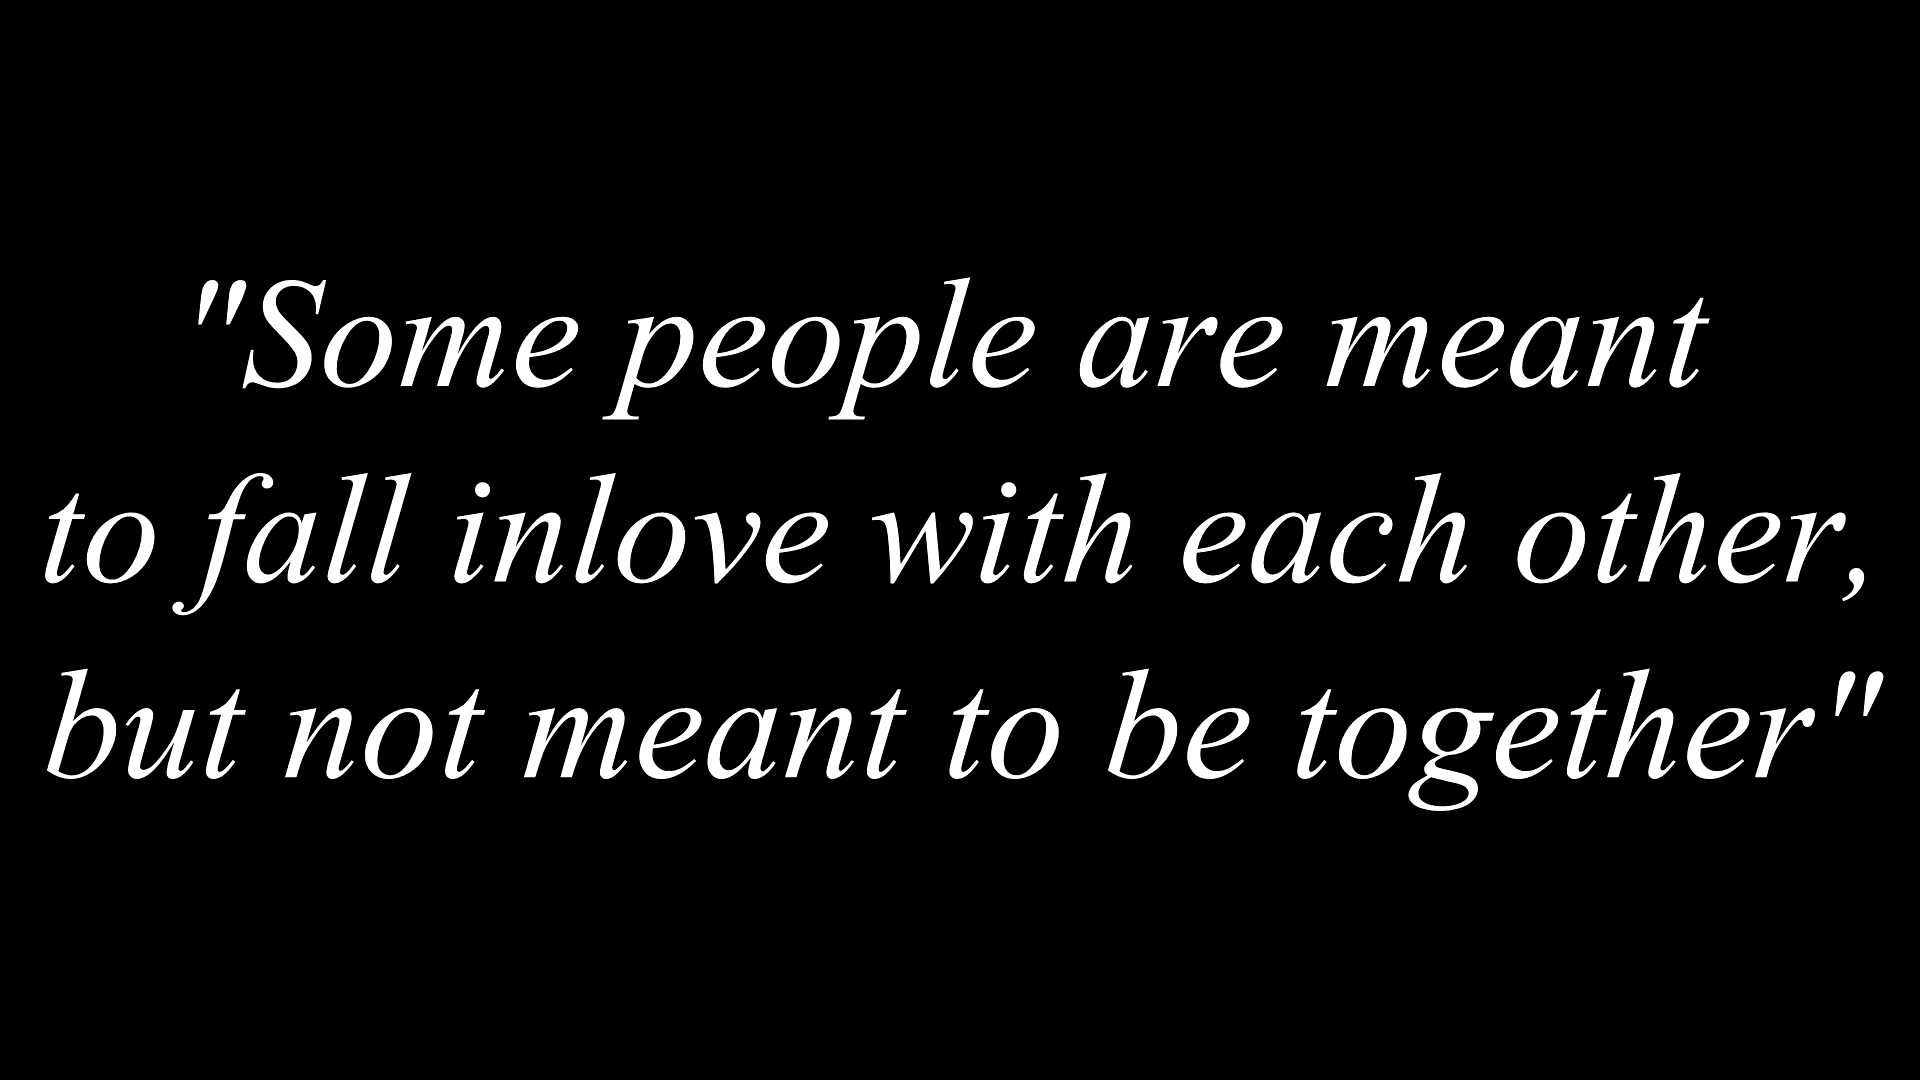 "Some people are meant
to fall inlove with each other,
but not meant to be together"